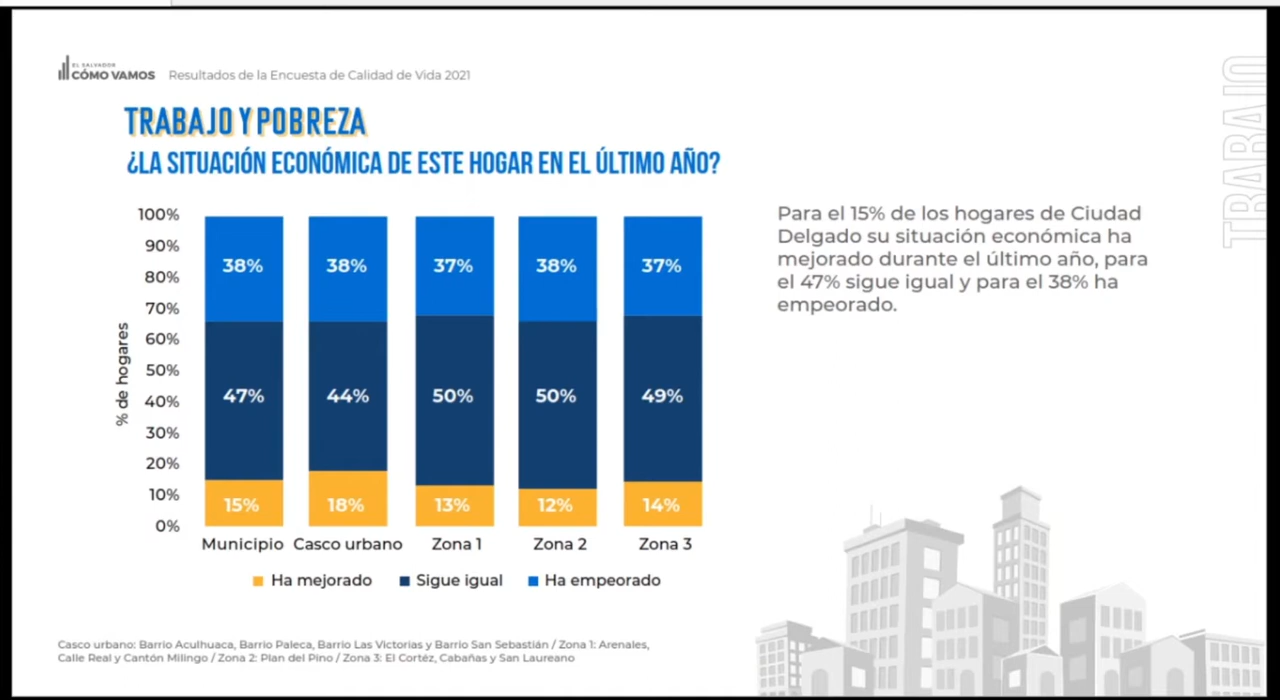 EL SALVADOR
CÓMO VAMOS
Resultados de la Encuesta de Calidad de Vida 2021
TRABAJO
TRABAJO Y POBREZA
¿LA SITUACIÓN ECONÓMICA DE ESTE HOGAR EN EL ÚLTIMO AÑO?
Para el 15% de los hogares de Ciudad
Delgado su situación económica ha
mejorado durante el último año, para
el 47% sigue igual y para el 38% ha
empeorado.
% de hogares
100%
90%
80%
70%
60%
50%
40%
30%
20%
10%
0%
38% 38% 37% 38% 37%
47% 44% 50% 50% 49%
15% 18% 13% 12% 14%
Municipio Casco urbano Zona 1 Zona 2 Zona 3
Ha mejorado Sigue igual Ha empeorado
Casco urbano: Barrio Aculhuaca, Barrio Paleca, Barrio Las Victorias y Barrio San Sebastián / Zona 1: Arenales,
Calle Real y Cantón Milingo / Zona 2: Plan del Pino / Zona 3: El Cortéz, Cabañas y San Laureano